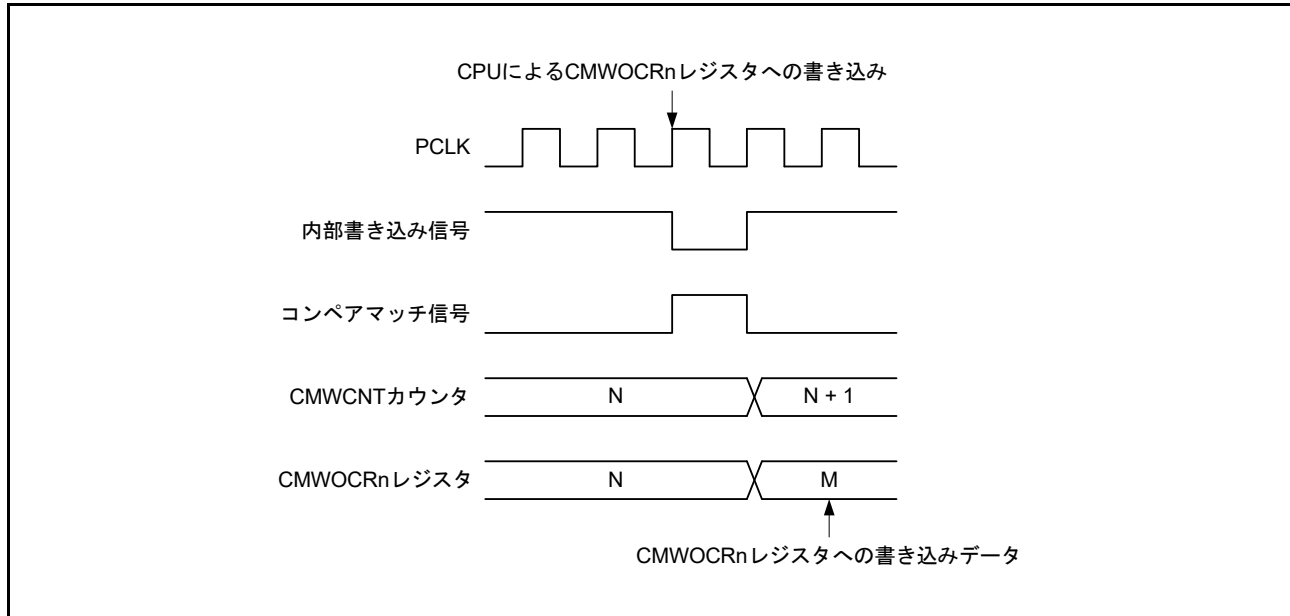 CPUによるCMWOCRnレジスタへの書き込み
PCLK
内部書き込み信号
コンペアマッチ信号
CMWCNTカウンタ
N
N + 1
CMWOCRnレジスタ
N
M
CMWOCRnレジスタへの書き込みデータ